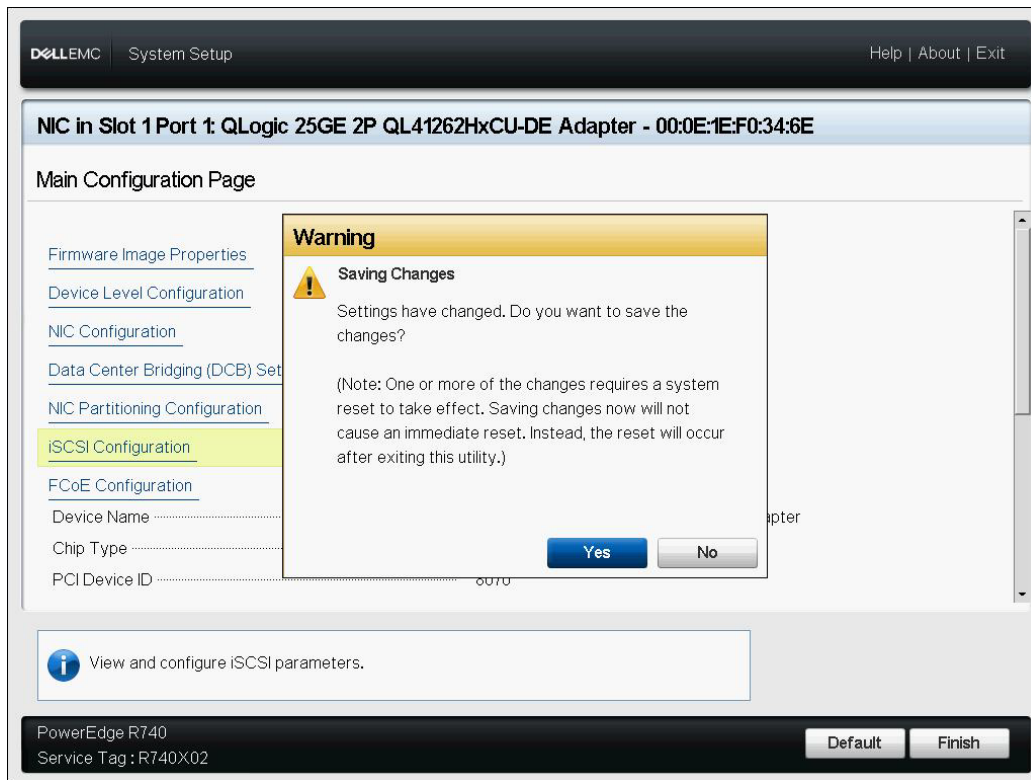 DELLEMC System Setup Help | About | Exit
NIC in Slot 1 Port 1: QLogic 25GE 2P QL41262HxCU-DE Adapter - 00:0E:1E:F0:34:6E
Main Configuration Page
Firmware Image Properties
Device Level Configuration
NIC Configuration
Data Center Bridging (DCB) Set
NIC Partitioning Configuration
iSCSI Configuration
FCoE Configuration
Device Name
Chip Type
PCI Device ID 8070
apter
Warning
Saving Changes
Settings have changed. Do you want to save the
changes?
(Note: One or more of the changes requires a system
reset to take effect. Saving changes now will not
cause an immediate reset. Instead, the reset will occur
after exiting this utility.)
Yes No
View and configure iSCSI parameters.
PowerEdge R740
Service Tag : R740X02
Default Finish